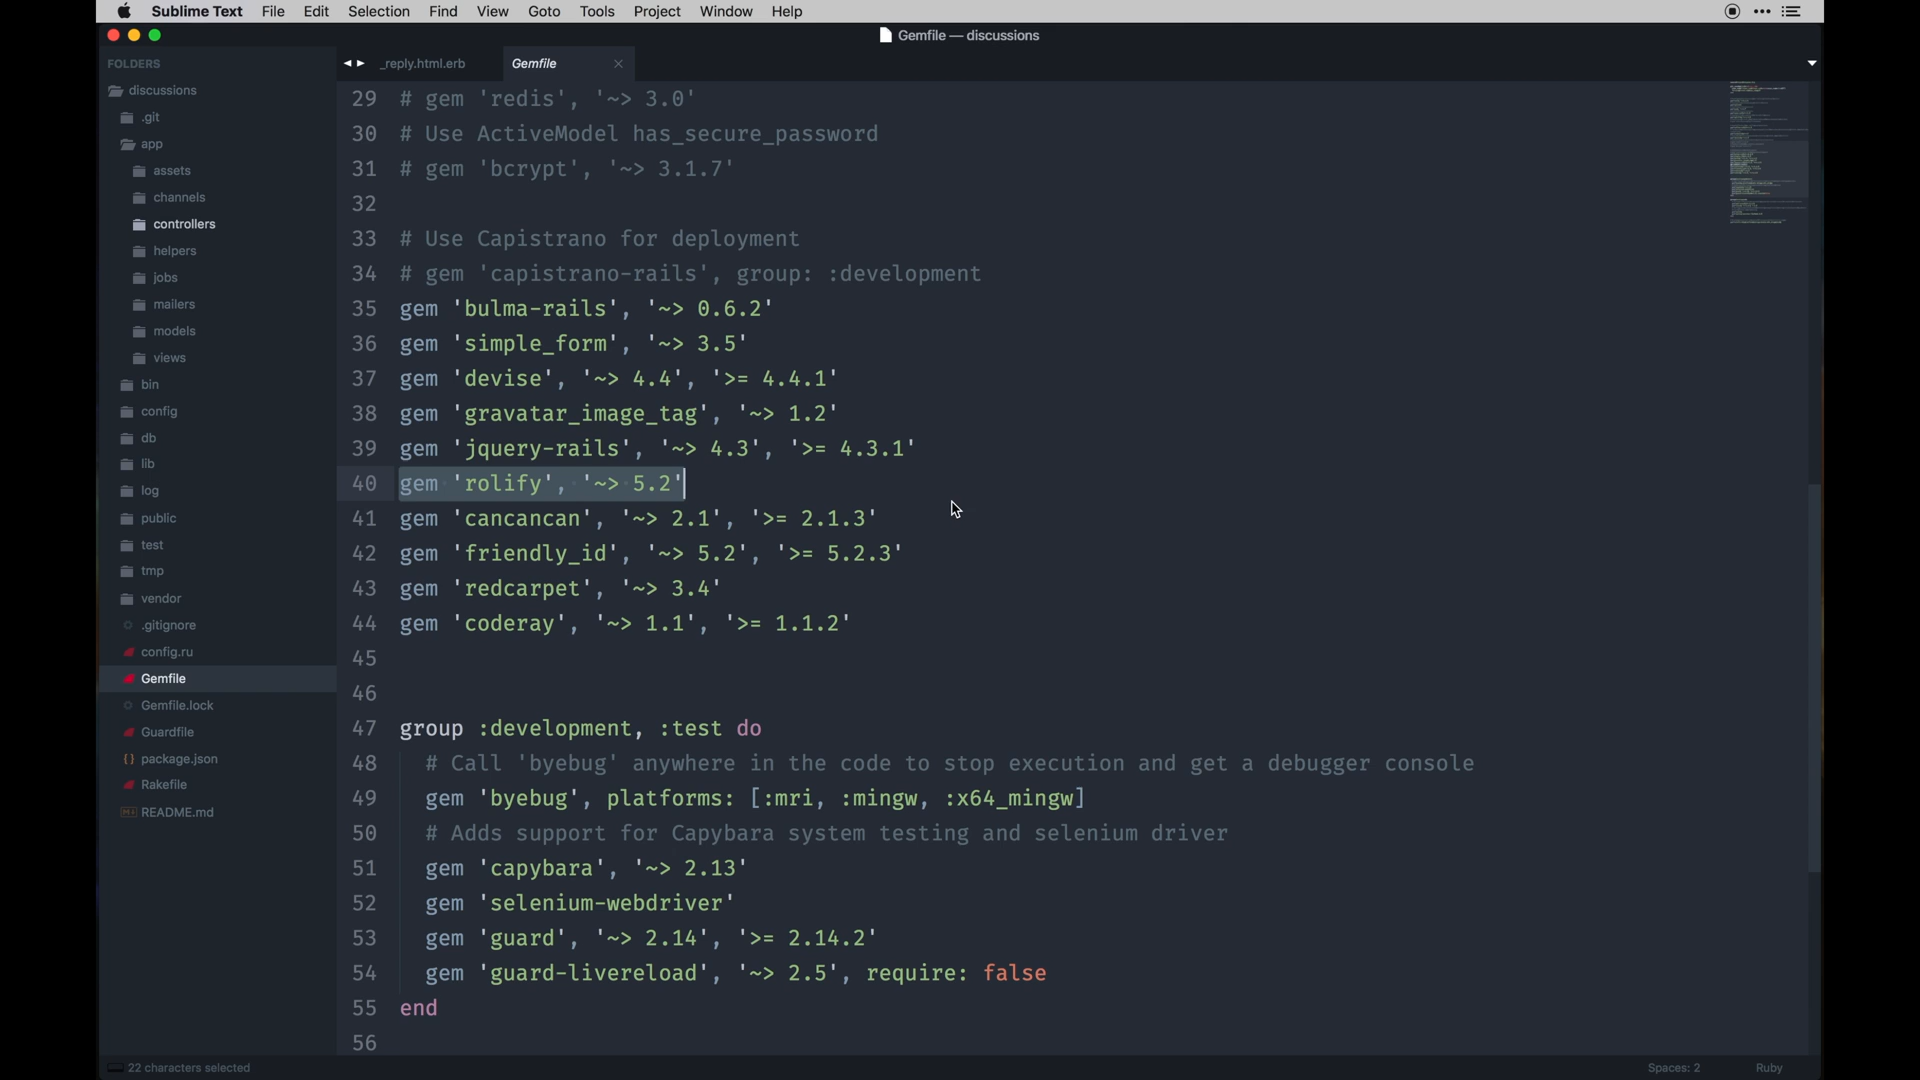 Sublime Text File Edit Selection Find View Goto Tools Project Window Help
Gemfile — discussions
FOLDERS
discussions
.git
app
assets
channels
controllers
helpers
jobs
mailers
models
views
bin
config
db
lib
log
public
test
tmp
vendor
.gitignore
config.ru
Gemfile
Gemfile.lock
Guardfile
package.json
Rakefile
README.md
_reply.html.erb Gemfile
29 # gem 'redis', '~> 3.0'
30 # Use ActiveModel has_secure_password
31 # gem 'bcrypt', '~> 3.1.7'
32
33 # Use Capistrano for deployment
34 # gem 'capistrano-rails', group: :development
35 gem 'bulma-rails', '~> 0.6.2'
36 gem 'simple_form', '~> 3.5'
37 gem 'devise', '~> 4.4', '>= 4.4.1'
38 gem 'gravatar_image_tag', '~> 1.2'
39 gem 'jquery-rails', '~> 4.3', '>= 4.3.1'
40 gem 'rolify', '~> 5.2'
41 gem 'cancancan', '~> 2.1', '>= 2.1.3'
42 gem 'friendly_id', '~> 5.2', '>= 5.2.3'
43 gem 'redcarpet', '~> 3.4'
44 gem 'coderay', '~> 1.1', '>= 1.1.2'
45
46
47 group :development, :test do
48 # Call 'byebug' anywhere in the code to stop execution and get a debugger console
49 gem 'byebug', platforms: [:mri, :mingw, :x64_mingw]
50 # Adds support for Capybara system testing and selenium driver
51 gem 'capybara', '~> 2.13'
52 gem 'selenium-webdriver'
53 gem 'guard', '~> 2.14', '>= 2.14.2'
54 gem 'guard-livereload', '~> 2.5', require: false
55 end
56
22 characters selected Spaces: 2 Ruby